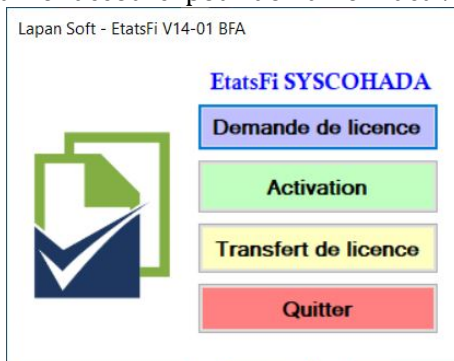 Lapan Soft - EtatsFi V14-01 BFA
EtatsFi SYSCOHADA
Demande de licence
Activation
Transfert de licence
Quitter